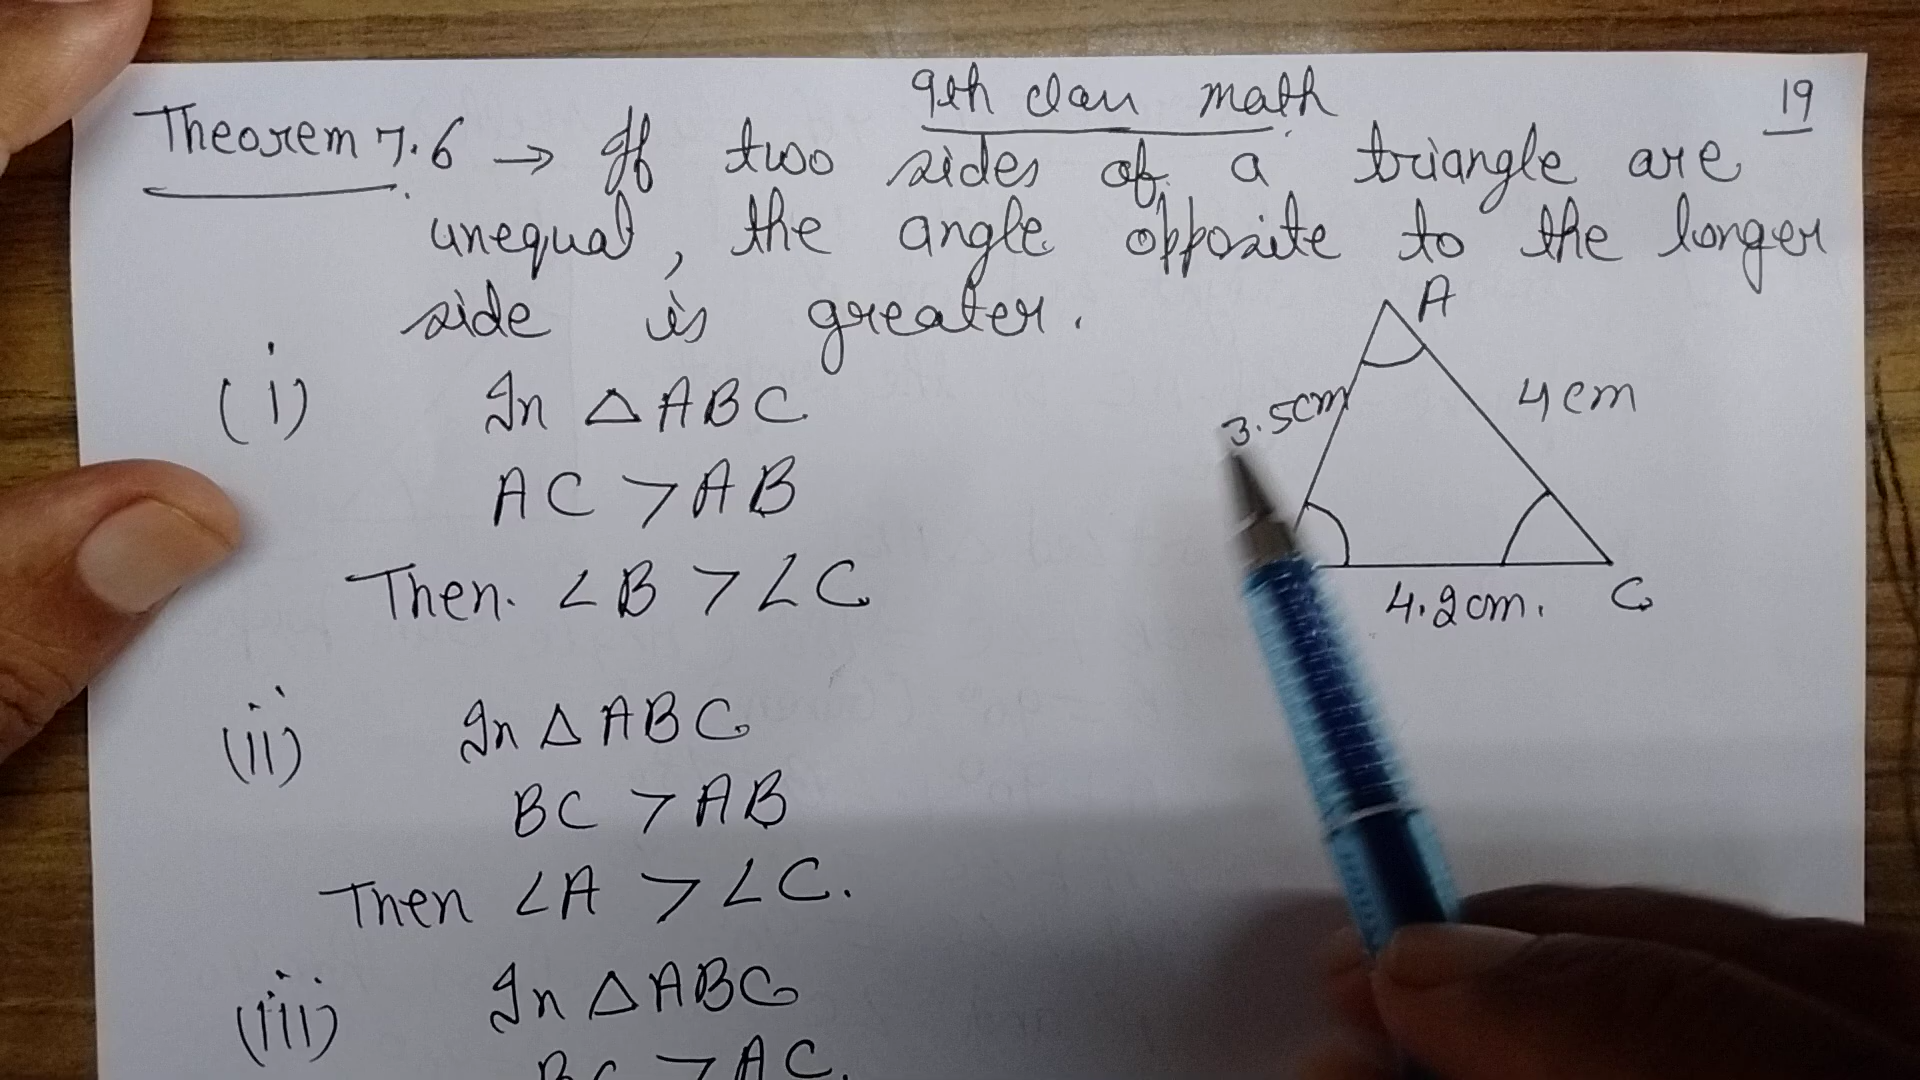 9th class math
19
Theorem 7.6 → If two sides of a triangle are
unequal, the angle opposite to the longer
side is greater.
A
(i) In △ABC
3.5cm
4cm
AC > AB
Then. ∠B > ∠C
4.2cm.
C
(ii) In △ABC
BC > AB
Then ∠A > ∠C.
(iii) In △ABC
BC > AC.